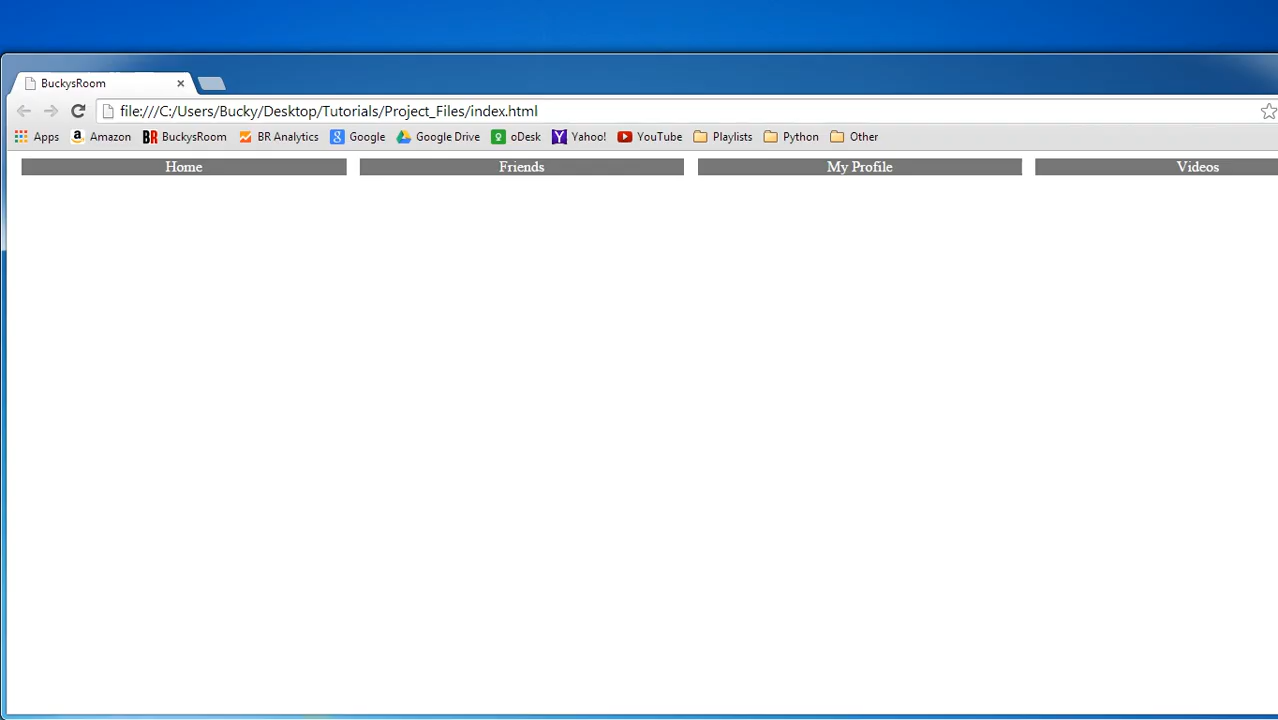 BuckysRoom
file:///C:/Users/Bucky/Desktop/Tutorials/Project_Files/index.html
Apps Amazon BuckysRoom BR Analytics Google Google Drive oDesk Yahoo! YouTube Playlists Python Other
Home Friends My Profile Videos